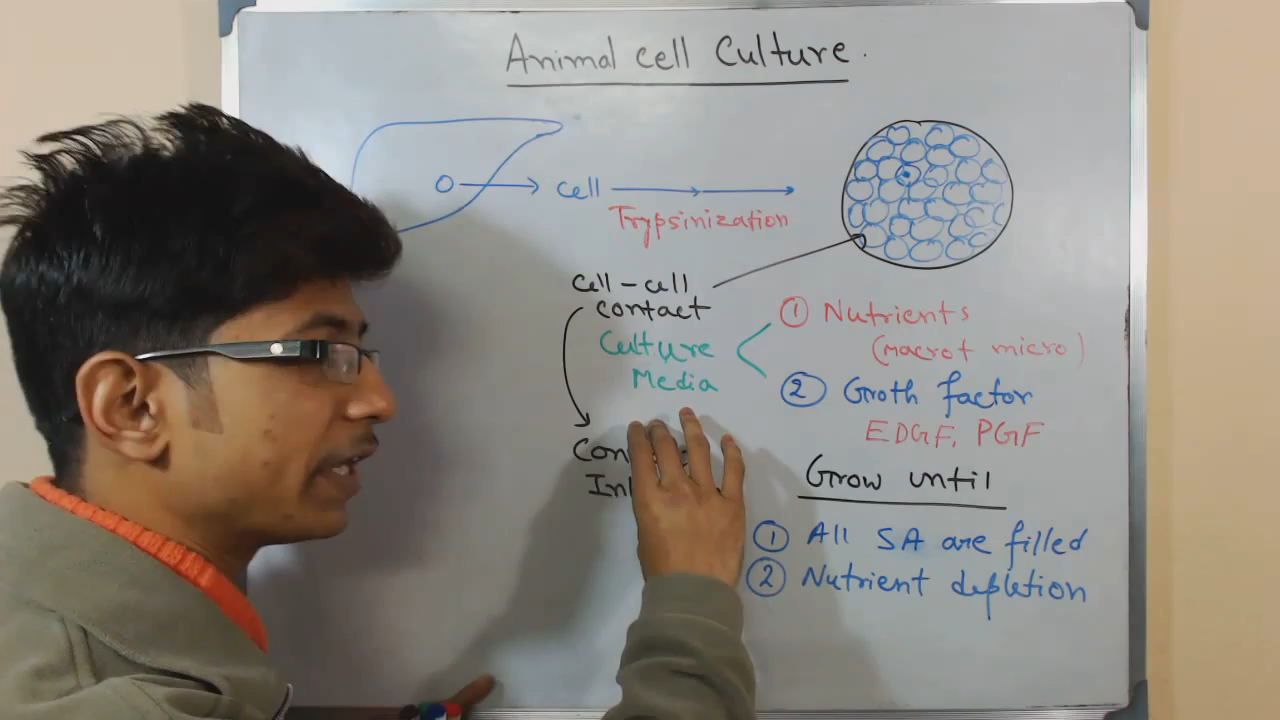 Animal Cell Culture.
O → Cell →
Trypsinization
Cell-cell
contact
Culture
Media
① Nutrients
(macro+ micro)
② Groth factor
EDGF, PGF
Grow until
① All SA are filled
② Nutrient depletion